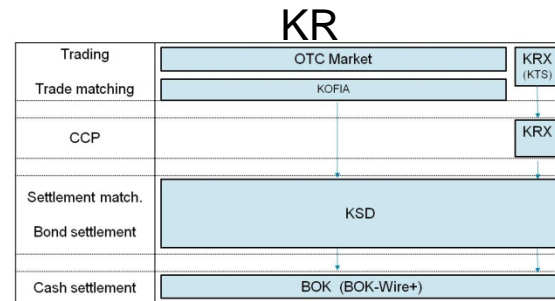 KR
Trading
OTC Market
KRX
(KTS)
Trade matching
KOFIA
CCP
KRX
Settlement match.
KSD
Bond settlement
Cash settlement
BOK (BOK-Wire+)